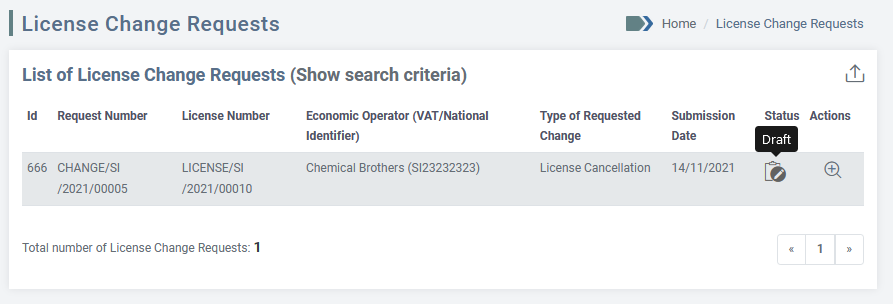 License Change Requests
Home / License Change Requests
List of License Change Requests (Show search criteria)
Id Request Number License Number Economic Operator (VAT/National Identifier) Type of Requested Change Submission Date Status Actions
Draft
666 CHANGE/SI/2021/00005 LICENSE/SI/2021/00010 Chemical Brothers (SI23232323) License Cancellation 14/11/2021
Total number of License Change Requests: 1
« 1 »